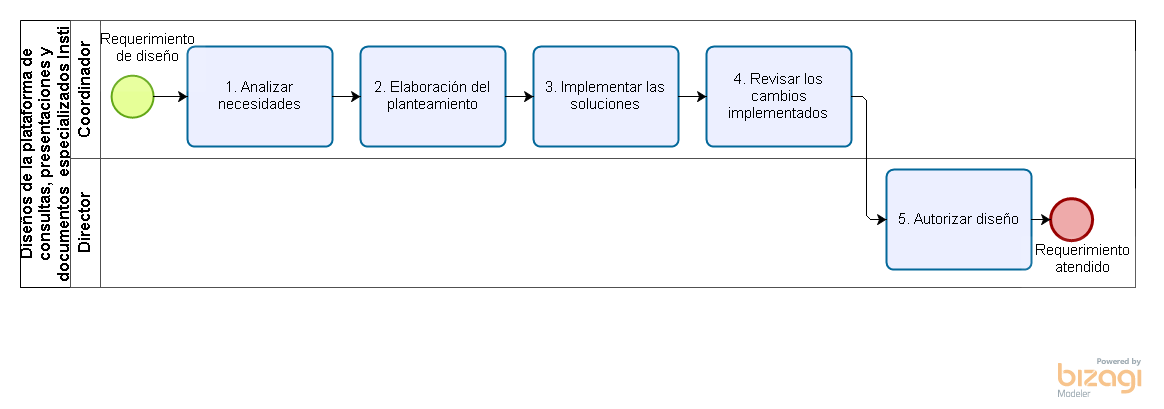 Diseños de la plataforma de
consultas, presentaciones y
documentos especializados Insti
Coordinador
Requerimiento
de diseño
1. Analizar
necesidades
2. Elaboración del
planteamiento
3. Implementar las
soluciones
4. Revisar los
cambios
implementados
Director
5. Autorizar diseño
Requerimiento
atendido
Powered by
bizagi
Modeler